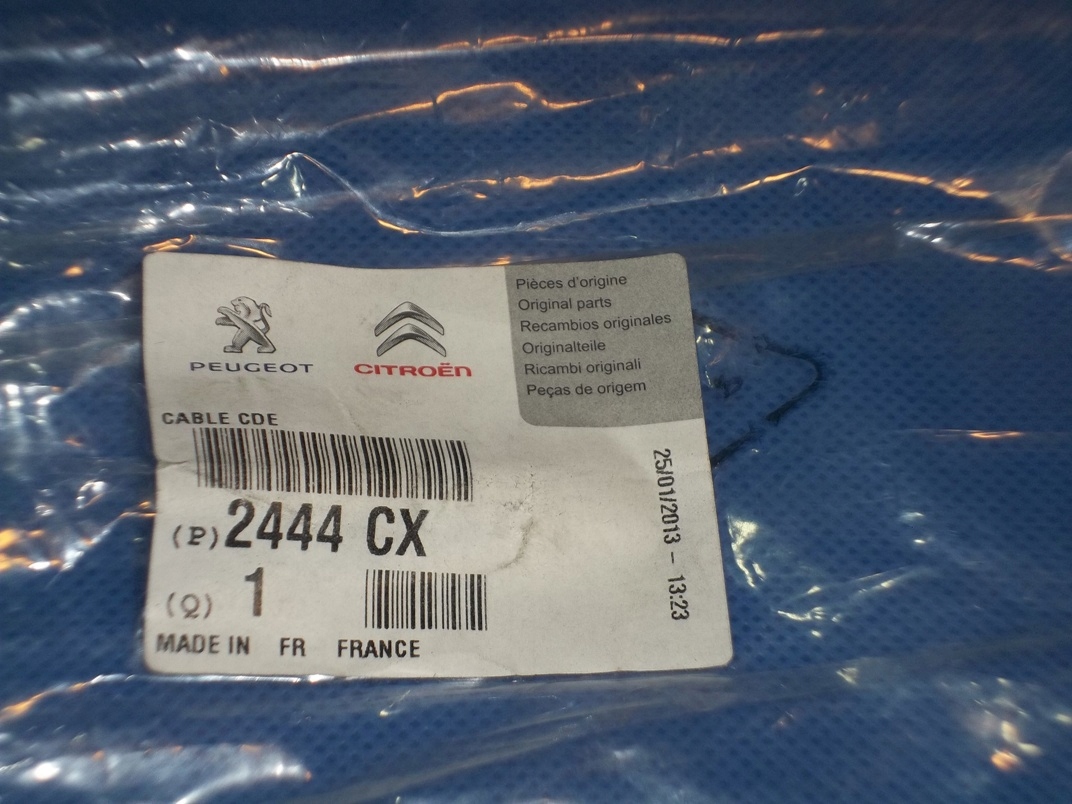 PEUGEOT
CITROËN
Pièces d'origine
Original parts
Recambios originales
Originalteile
Ricambi originali
Peças de origem
CABLE CDE
(P) 2444 CX
(Q) 1
MADE IN FR FRANCE
25/01/2013 - 13:23